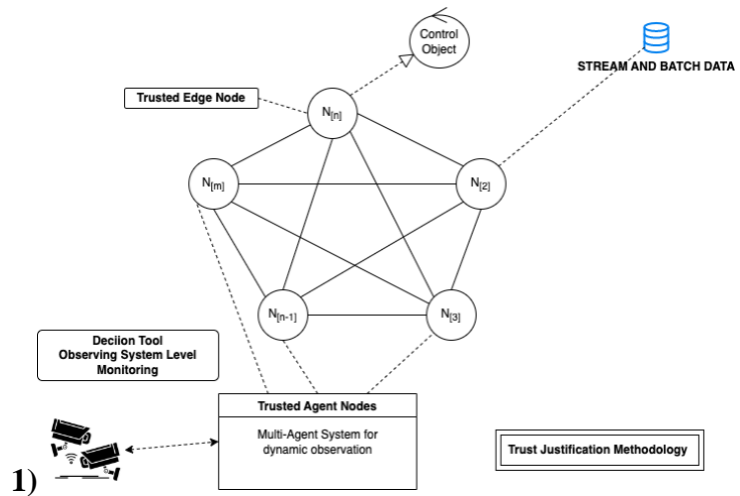 Control
Object
STREAM AND BATCH DATA
Trusted Edge Node
N[n]
N[m]
N[2]
N[n-1]
N[3]
Deciion Tool
Observing System Level
Monitoring
Trusted Agent Nodes
Multi-Agent System for
dynamic observation
Trust Justification Methodology
1)